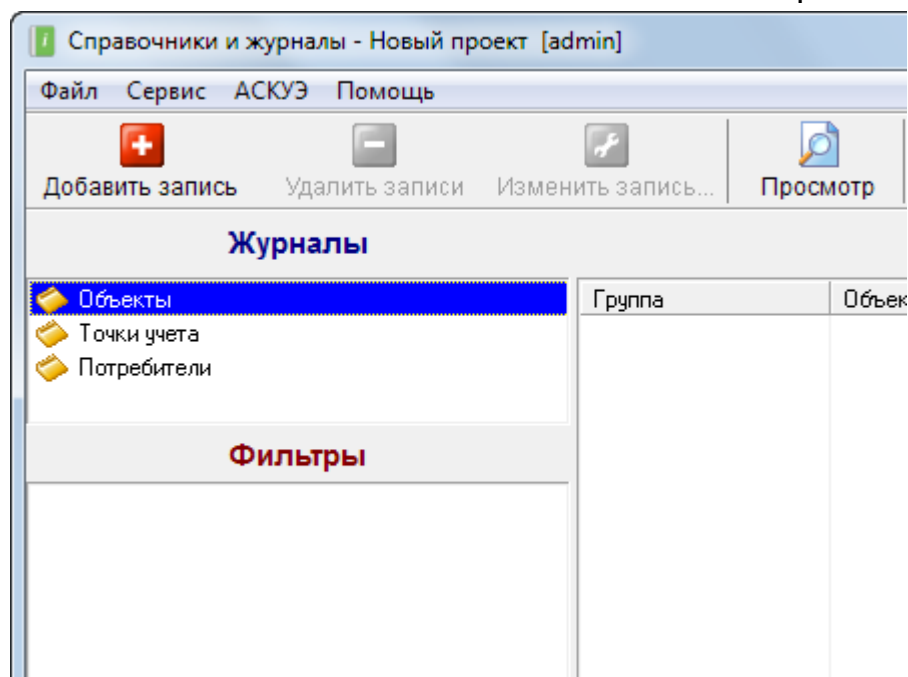 Справочники и журналы - Новый проект [admin]
Файл Сервис АСКУЭ Помощь
Добавить запись Удалить записи Изменить запись... Просмотр
Журналы
Объекты Группа Объек
Точки учета
Потребители
Фильтры